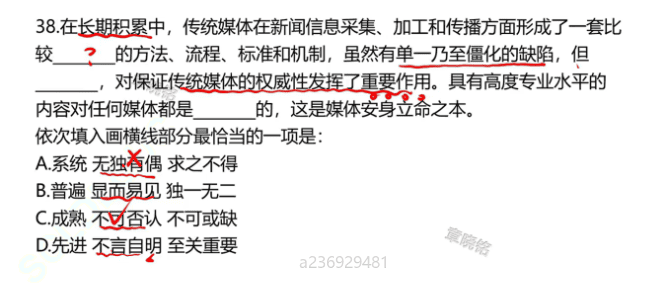 38.在长期积累中，传统媒体在新闻信息采集、加工和传播方面形成了一套比
较______?______的方法、流程、标准和机制，虽然有单一乃至僵化的缺陷，但
________，对保证传统媒体的权威性发挥了重要作用。具有高度专业水平的
内容对任何媒体都是________的，这是媒体安身立命之本。
依次填入画横线部分最恰当的一项是：
A.系统 无独有偶 求之不得
B.普遍 显而易见 独一无二
C.成熟 不可否认 不可或缺
D.先进 不言自明 至关重要
章晓铭
a236929481